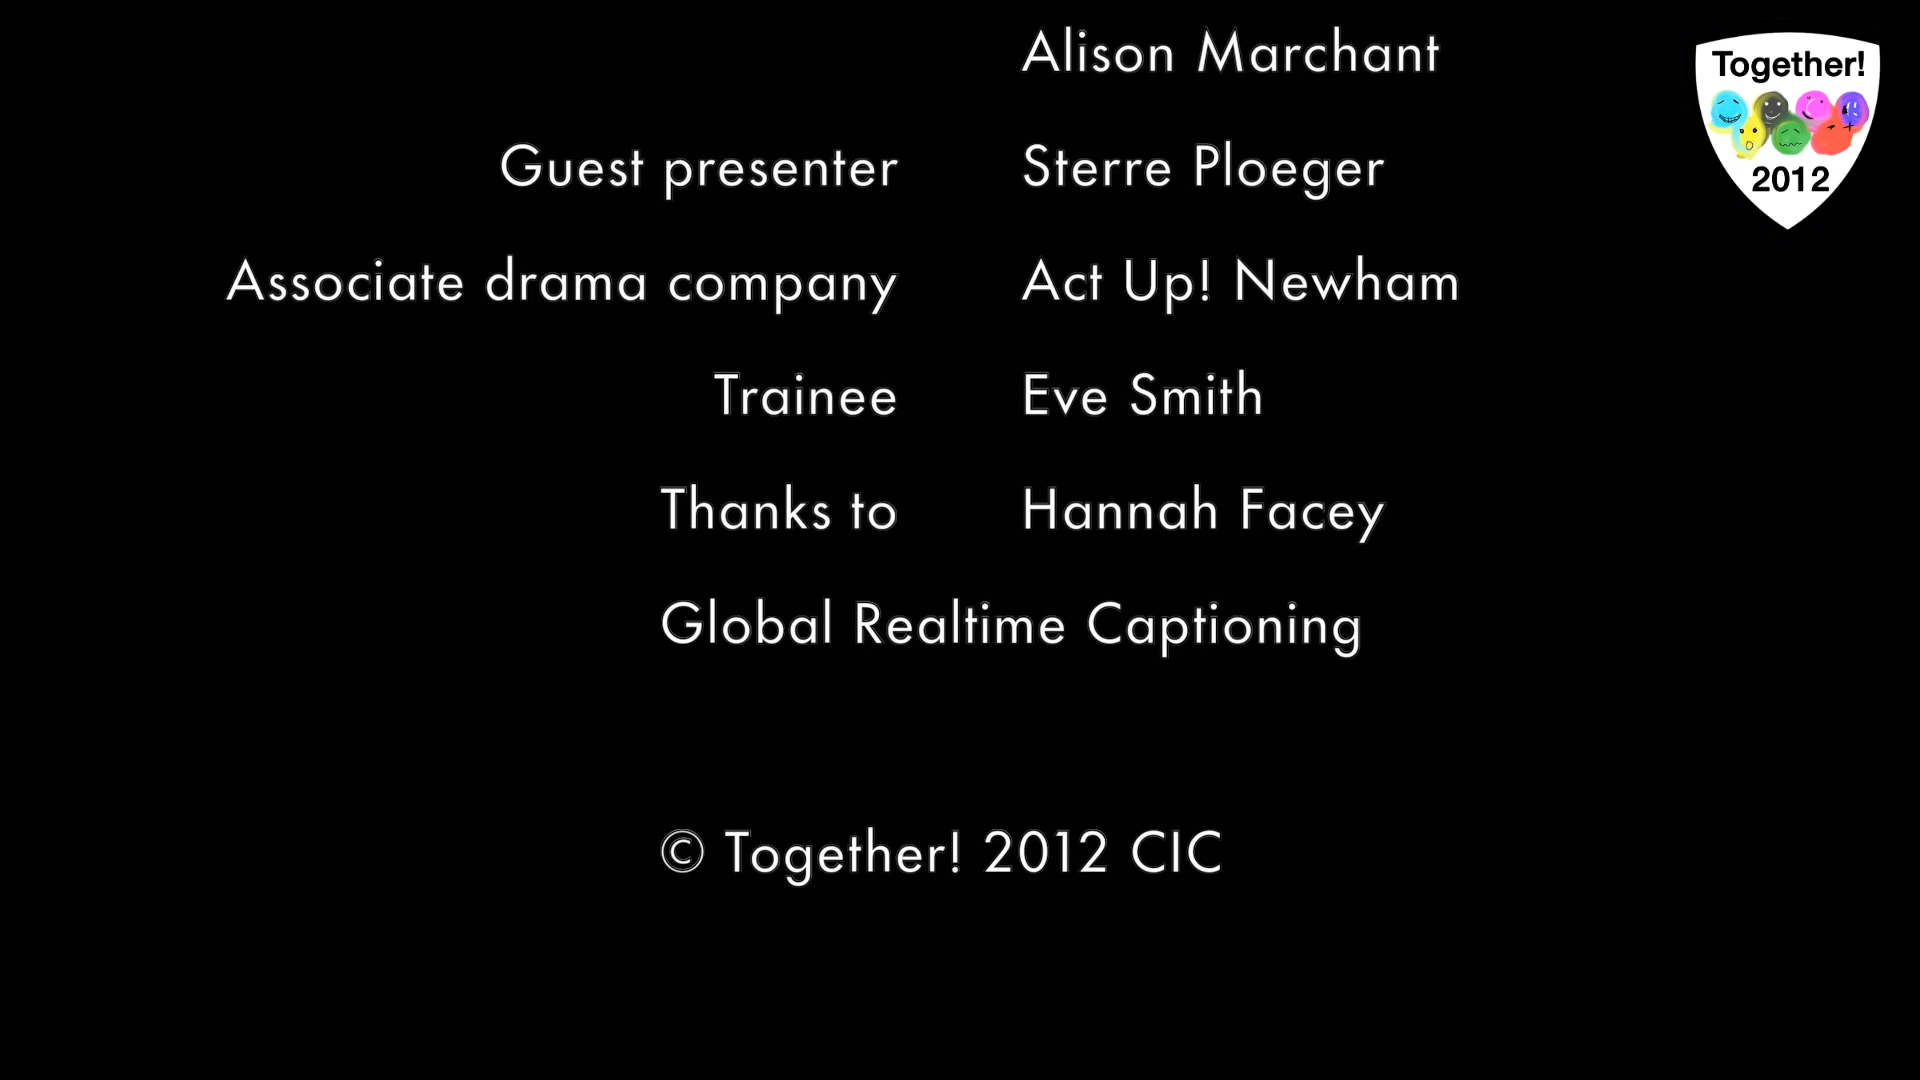 Alison Marchant
Guest presenter Sterre Ploeger
Associate drama company Act Up! Newham
Trainee Eve Smith
Thanks to Hannah Facey
Global Realtime Captioning
© Together! 2012 CIC
Together!
2012